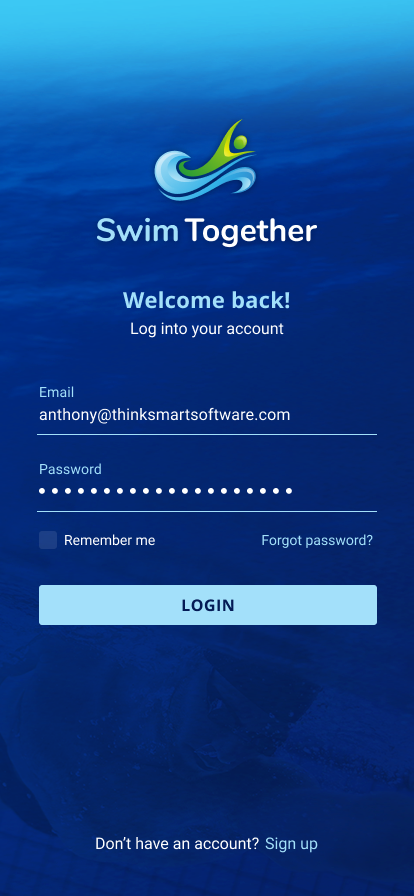 Swim Together
Welcome back!
Log into your account
Email
anthony@thinksmartsoftware.com
Password
Remember me
Forgot password?
LOGIN
Don’t have an account? Sign up